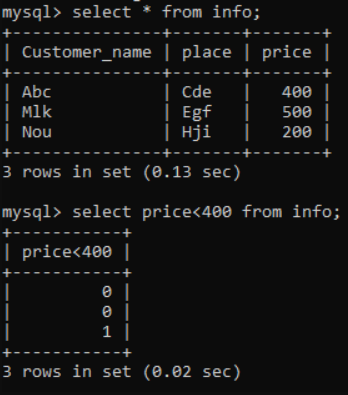 mysql> select * from info;
+---------------+-------+-------+
| Customer_name | place | price |
+---------------+-------+-------+
| Abc           | Cde   |   400 |
| Mlk           | Egf   |   500 |
| Nou           | Hji   |   200 |
+---------------+-------+-------+
3 rows in set (0.13 sec)

mysql> select price<400 from info;
+-----------+
| price<400 |
+-----------+
|         0 |
|         0 |
|         1 |
+-----------+
3 rows in set (0.02 sec)